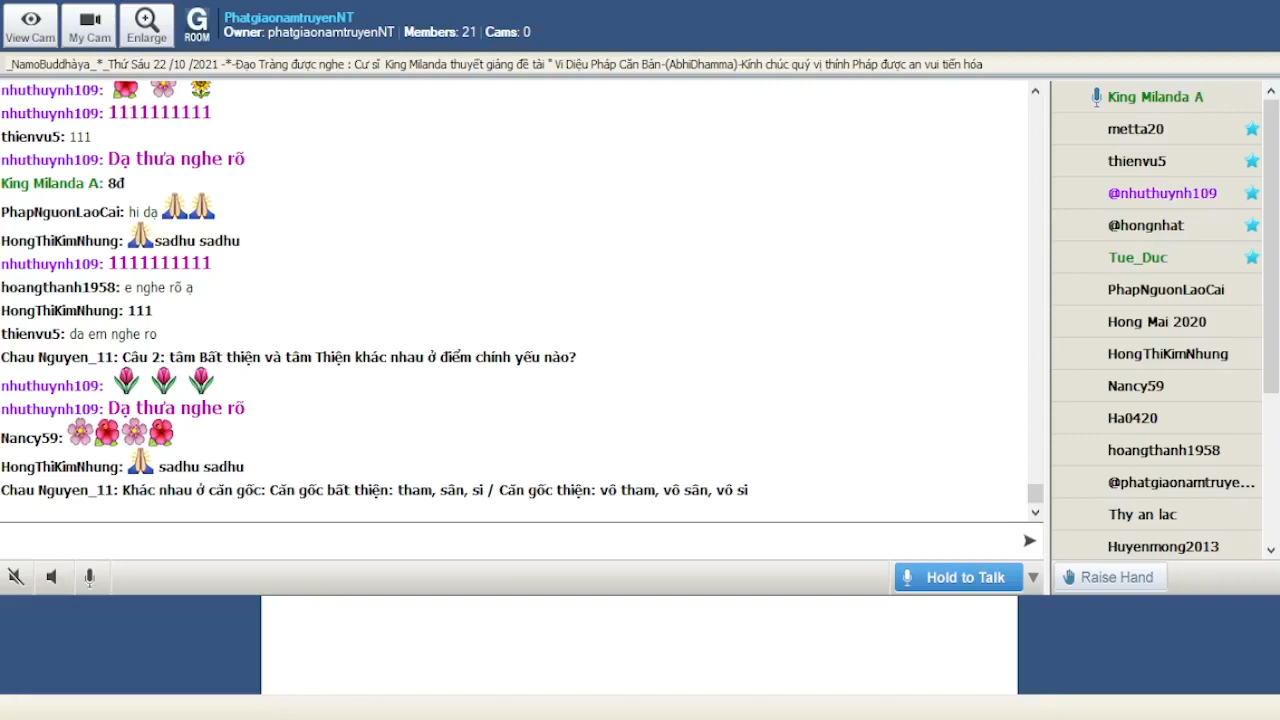 View Cam
My Cam
Enlarge
G
ROOM
PhatgiaonamtruyenNT
Owner: phatgiaonamtruyenNT | Members: 21 | Cams: 0
_NamoBuddhàya_*_Thứ Sáu 22 /10 /2021 -*-Đạo Tràng được nghe : Cư sĩ King Milanda thuyết giảng đề tài " Vi Diệu Pháp Căn Bản-(AbhiDhamma)-Kính chúc quý vị thính Pháp được an vui tiến hóa
nhuthuynh109:
nhuthuynh109: 1111111111
thienvu5: 111
nhuthuynh109: Dạ thưa nghe rõ
King Milanda A: 8đ
PhapNguonLaoCai: hi dạ
HongThiKimNhung: sadhu sadhu
nhuthuynh109: 1111111111
hoangthanh1958: e nghe rõ ạ
HongThiKimNhung: 111
thienvu5: da em nghe ro
Chau Nguyen_11: Câu 2: tâm Bất thiện và tâm Thiện khác nhau ở điểm chính yếu nào?
nhuthuynh109:
nhuthuynh109: Dạ thưa nghe rõ
Nancy59:
HongThiKimNhung: sadhu sadhu
Chau Nguyen_11: Khác nhau ở căn gốc: Căn gốc bất thiện: tham, sân, si / Căn gốc thiện: vô tham, vô sân, vô si
King Milanda A
metta20
thienvu5
@nhuthuynh109
@hongnhat
Tue_Duc
PhapNguonLaoCai
Hong Mai 2020
HongThiKimNhung
Nancy59
Ha0420
hoangthanh1958
@phatgiaonamtruye...
Thy an lac
Huyenmong2013
Hold to Talk
Raise Hand